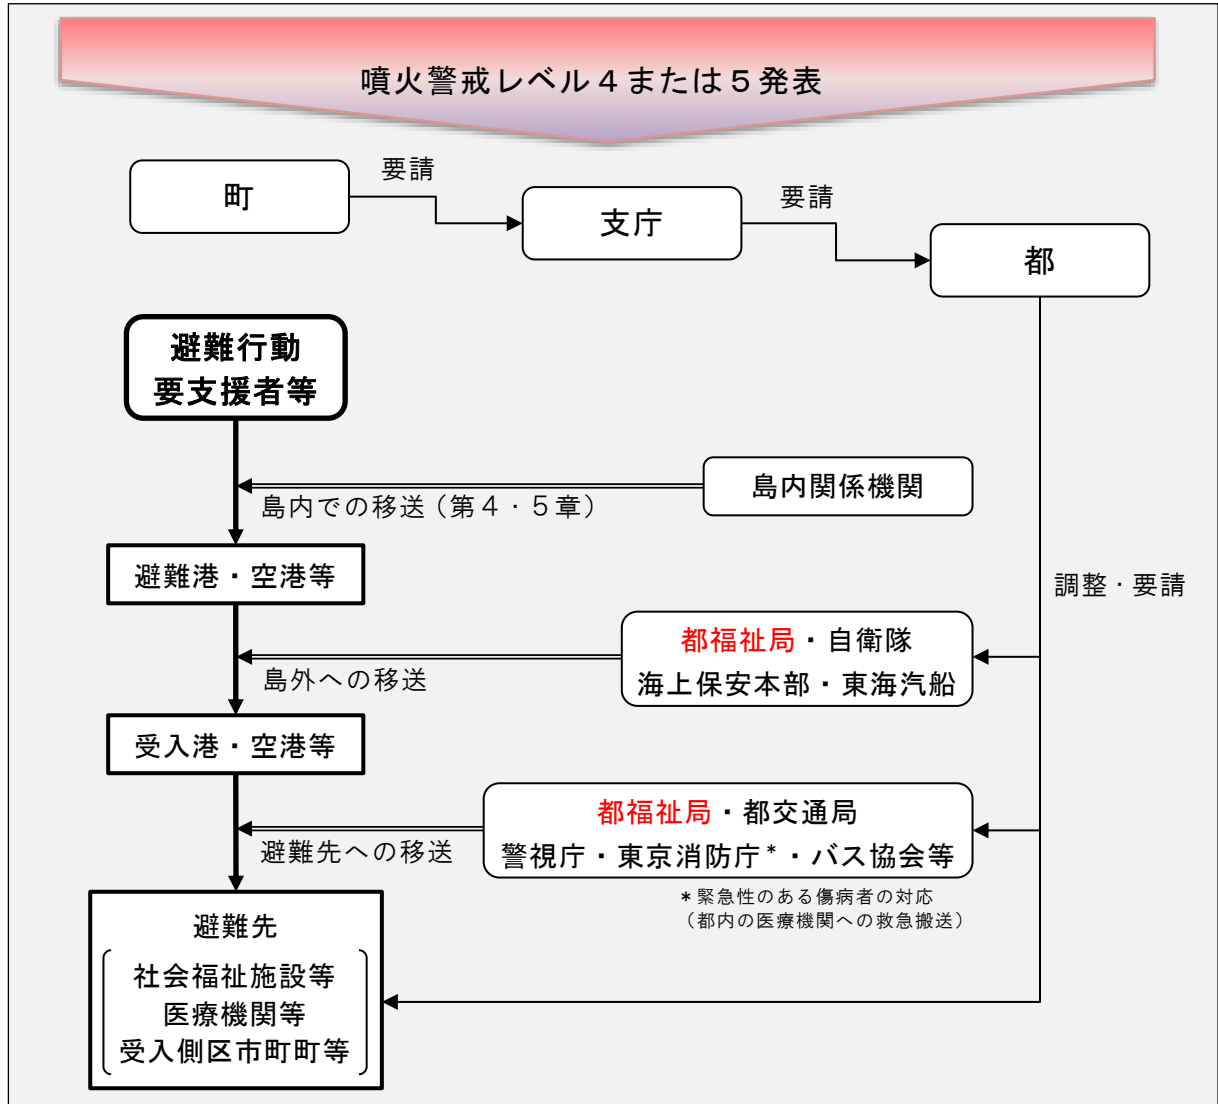 噴火警戒レベル４または５発表
町
要請
支庁
要請
都
避難行動
要支援者等
島内関係機関
島内での移送（第４・５章）
避難港・空港等
調整・要請
都福祉局・自衛隊
海上保安本部・東海汽船
島外への移送
受入港・空港等
都福祉局・都交通局
警視庁・東京消防庁*・バス協会等
避難先への移送
*緊急性のある傷病者の対応
（都内の医療機関への救急搬送）
避難先
社会福祉施設等
医療機関等
受入側区市町町等